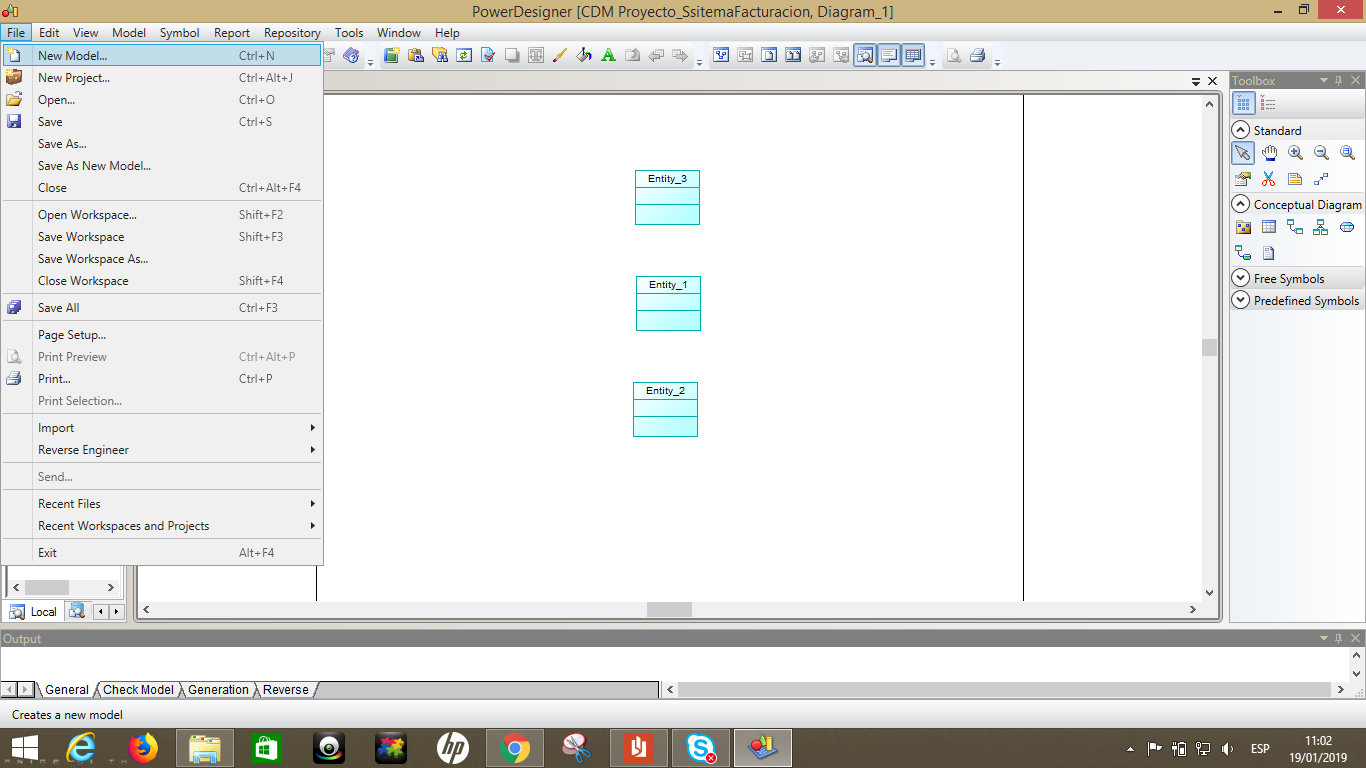 PowerDesigner [CDM Proyecto_SsitemaFacturacion, Diagram_1]
File Edit View Model Symbol Report Repository Tools Window Help
New Model... Ctrl+N
New Project... Ctrl+Alt+J
Open... Ctrl+O
Save Ctrl+S
Save As...
Save As New Model...
Close Ctrl+Alt+F4
Open Workspace... Shift+F2
Save Workspace Shift+F3
Save Workspace As...
Close Workspace Shift+F4
Save All Ctrl+F3
Page Setup...
Print Preview Ctrl+Alt+P
Print... Ctrl+P
Print Selection...
Import
Reverse Engineer
Send...
Recent Files
Recent Workspaces and Projects
Exit Alt+F4
Local
Entity_3
Entity_1
Entity_2
Toolbox
Standard
Conceptual Diagram
Free Symbols
Predefined Symbols
Output
General Check Model Generation Reverse
Creates a new model
hp
ESP
11:02
19/01/2019